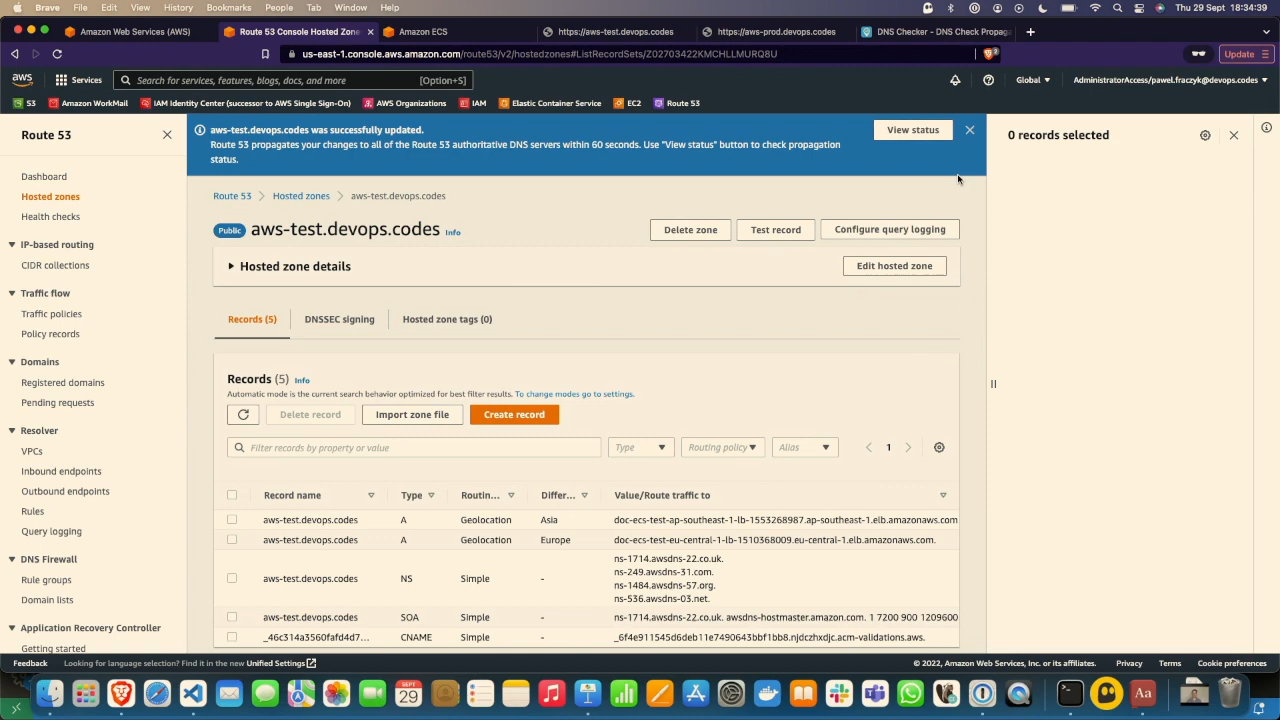 Brave File Edit View History Bookmarks People Tab Window Help Thu 29 Sept 18:34:39
Amazon Web Services (AWS) Route 53 Console Hosted Zones Amazon ECS https://aws-test.devops.codes https://aws-prod.devops.codes DNS Checker - DNS Check Propag
us-east-1.console.aws.amazon.com/route53/v2/hostedzones#ListRecordSets/Z02703422KMCHLLMURQ8U 2 Update
aws Services Search for services, features, blogs, docs, and more [Option+S] Global AdministratorAccess/pawel.fraczyk@devops.codes
S3 Amazon WorkMail IAM Identity Center (successor to AWS Single Sign-On) AWS Organizations IAM Elastic Container Service EC2 Route 53
Route 53
Dashboard
Hosted zones
Health checks
IP-based routing
CIDR collections
Traffic flow
Traffic policies
Policy records
Domains
Registered domains
Pending requests
Resolver
VPCs
Inbound endpoints
Outbound endpoints
Rules
Query logging
DNS Firewall
Rule groups
Domain lists
Application Recovery Controller
Getting started
aws-test.devops.codes was successfully updated.
Route 53 propagates your changes to all of the Route 53 authoritative DNS servers within 60 seconds. Use "View status" button to check propagation
status.
View status
Route 53 Hosted zones aws-test.devops.codes
Public aws-test.devops.codes Info
Delete zone Test record Configure query logging
Hosted zone details Edit hosted zone
Records (5) DNSSEC signing Hosted zone tags (0)
Records (5) Info
Automatic mode is the current search behavior optimized for best filter results. To change modes go to settings.
Delete record Import zone file Create record
Filter records by property or value Type Routing policy Alias 1
Record name Type Routin... Differ... Value/Route traffic to
aws-test.devops.codes A Geolocation Asia doc-ecs-test-ap-southeast-1-lb-1553268987.ap-southeast-1.elb.amazonaws.com
aws-test.devops.codes A Geolocation Europe doc-ecs-test-eu-central-1-lb-1510368009.eu-central-1.elb.amazonaws.com.
aws-test.devops.codes NS Simple - ns-1714.awsdns-22.co.uk.
ns-249.awsdns-31.com.
ns-1484.awsdns-57.org.
ns-536.awsdns-03.net.
aws-test.devops.codes SOA Simple - ns-1714.awsdns-22.co.uk. awsdns-hostmaster.amazon.com. 1 7200 900 1209600
_46c314a3560fafd4d7... CNAME Simple - _6f4e911545d6deb11e7490643bbf1bb8.njdczhxdjc.acm-validations.aws.
0 records selected
Feedback Looking for language selection? Find it in the new Unified Settings © 2022, Amazon Web Services, Inc. or its affiliates. Privacy Terms Cookie preferences
SEPT
29
Aa